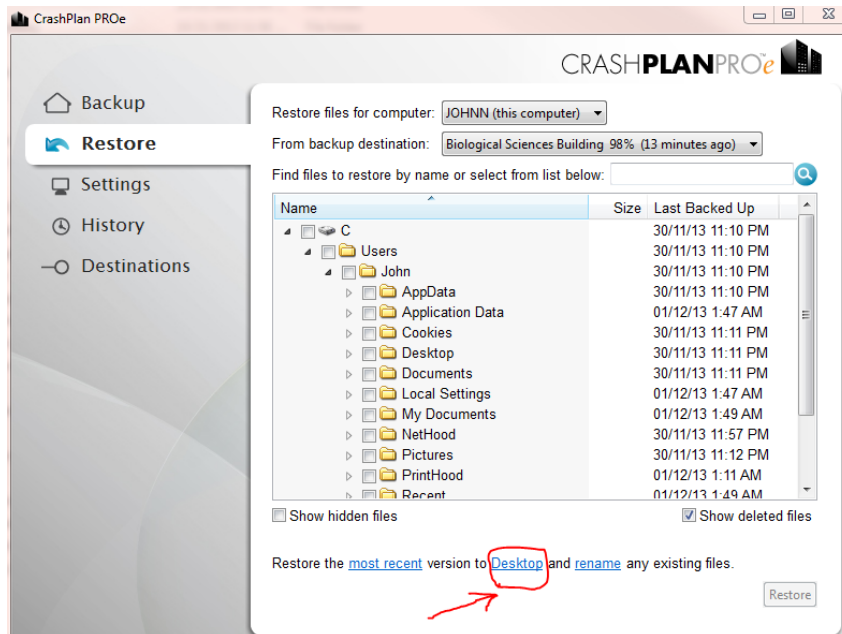 CrashPlan PROe
CRASHPLANPROe™
Backup
Restore
Settings
History
Destinations
Restore files for computer: JOHNN (this computer)
From backup destination: Biological Sciences Building 98% (13 minutes ago)
Find files to restore by name or select from list below:
Name Size Last Backed Up
C 30/11/13 11:10 PM
Users 30/11/13 11:10 PM
John 30/11/13 11:10 PM
AppData 30/11/13 11:10 PM
Application Data 01/12/13 1:47 AM
Cookies 30/11/13 11:11 PM
Desktop 30/11/13 11:11 PM
Documents 30/11/13 11:11 PM
Local Settings 01/12/13 1:47 AM
My Documents 01/12/13 1:49 AM
NetHood 30/11/13 11:57 PM
Pictures 30/11/13 11:12 PM
PrintHood 01/12/13 1:11 AM
Recent 01/12/13 1:49 AM
Show hidden files Show deleted files
Restore the most recent version to Desktop and rename any existing files.
Restore